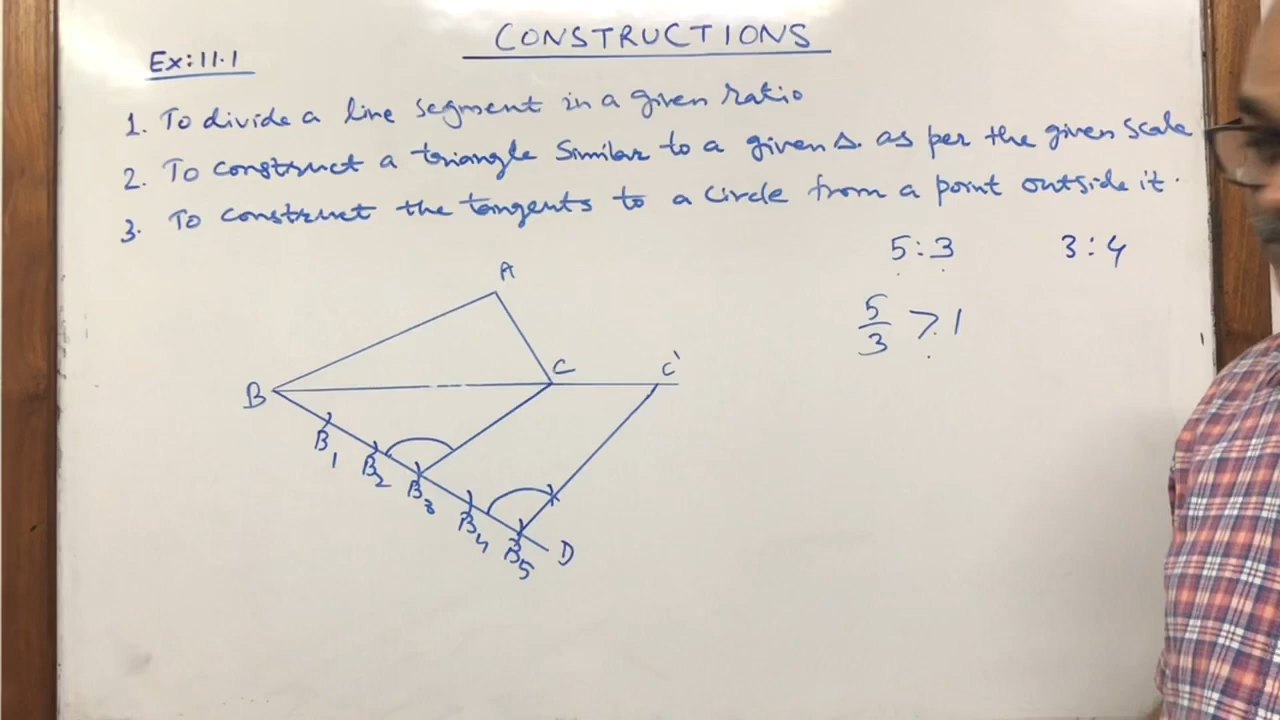 CONSTRUCTIONS
Ex:11.1
1. To divide a line segment in a given ratio
2. To construct a triangle similar to a given Δ. as per the given scale
3. To construct the tangents to a circle from a point outside it.
5:3 3:4
5/3 > 1
A
B
C
C'
B1
B2
B3
B4
B5
D